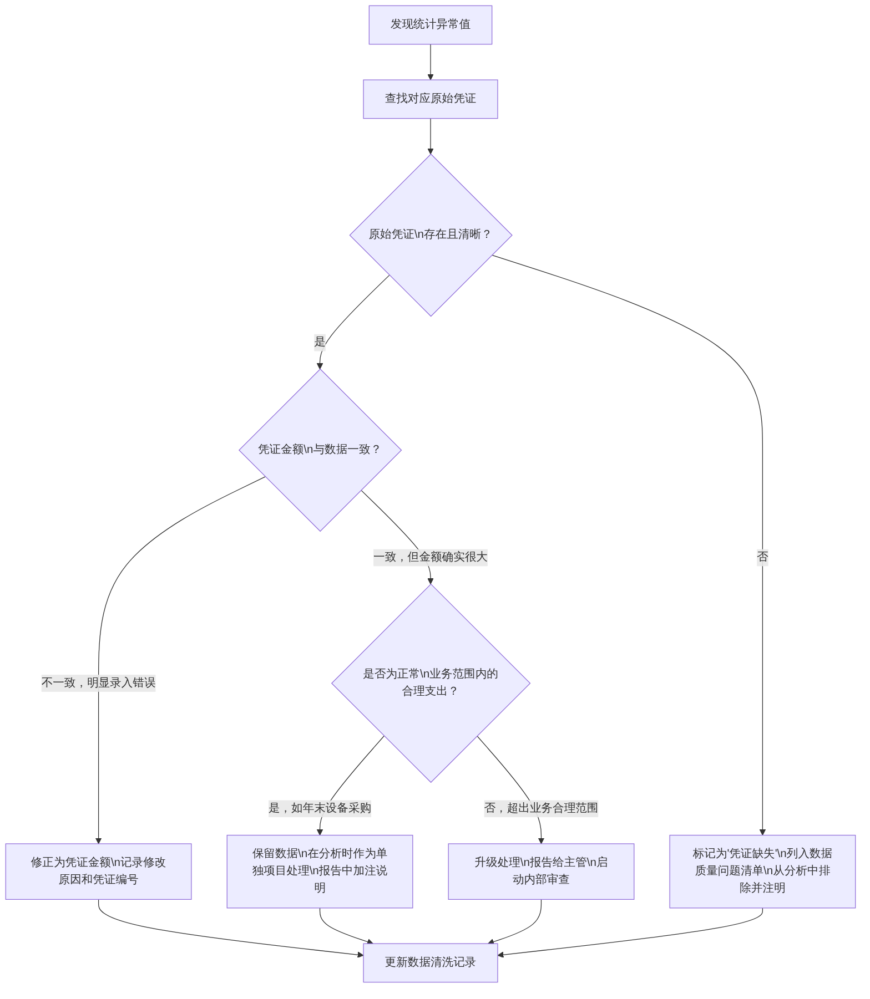 发现统计异常值
查找对应原始凭证
原始凭证\n存在且清晰？
是
凭证金额\n与数据一致？
一致，但金额确实很大
否
不一致，明显录入错误
是否为正常\n业务范围内的
合理支出？
是，如年末设备采购
否，超出业务合理范围
修正为凭证金额\n记录修改
原因和凭证编号
保留数据\n在分析时作为单
独项目处理\n报告中加注说
明
升级处理\n报告给主管\n启
动内部审查
标记为'凭证缺失'\n列入数据
质量问题清单\n从分析中排
除并注明
更新数据清洗记录